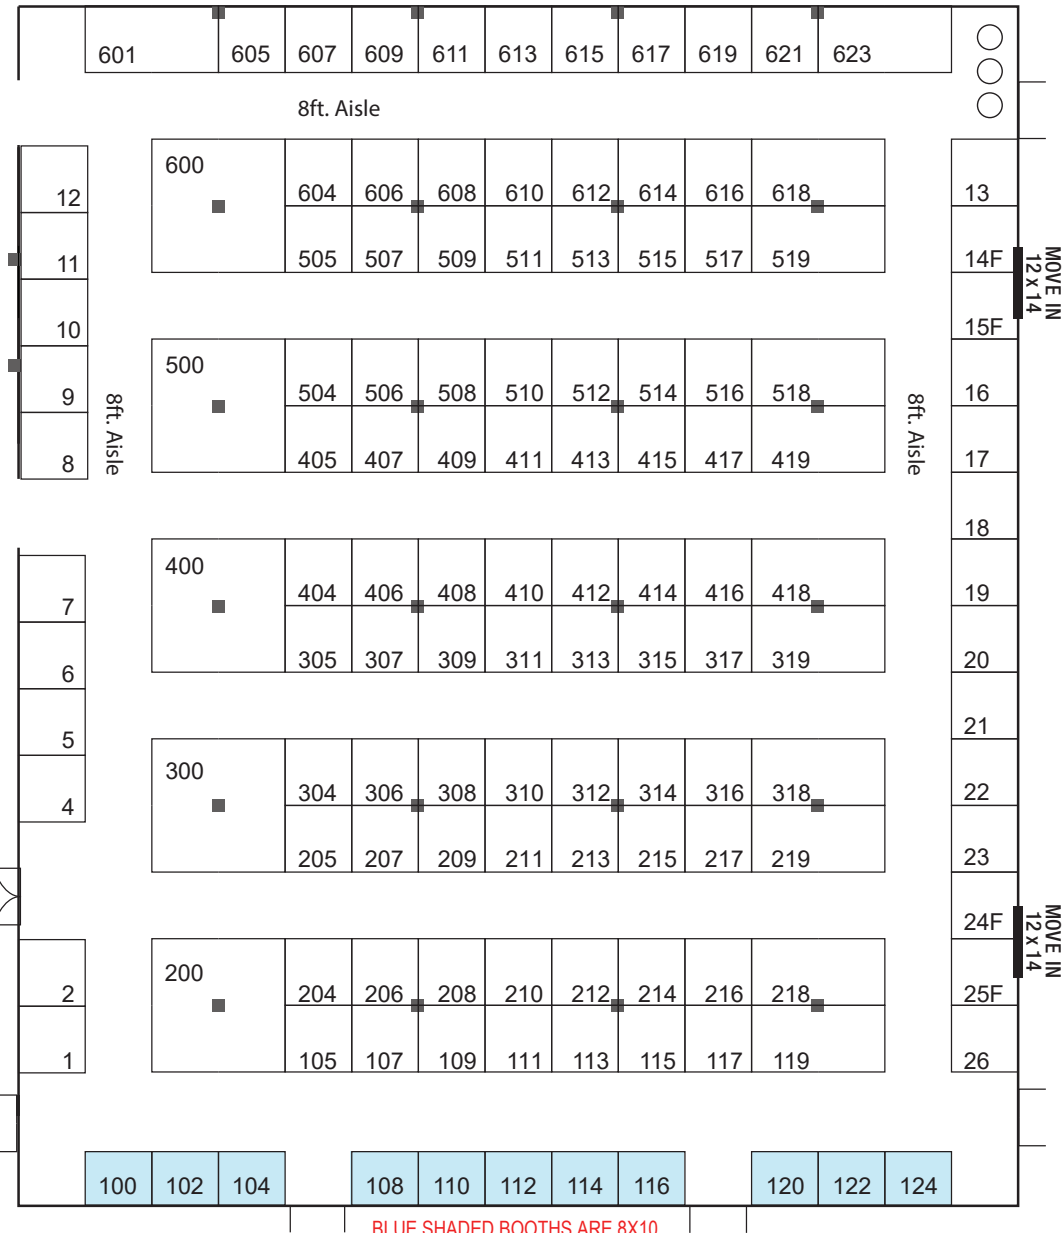 601 605 607 609 611 613 615 617 619 621 623
8ft. Aisle
600
12 604 606 608 610 612 614 616 618 13
11 505 507 509 511 513 515 517 519 14F
MOVE IN
12 x 14
10 15F
500
9 504 506 508 510 512 514 516 518 16
8ft. Aisle
8ft. Aisle
8 405 407 409 411 413 415 417 419 17
18
400
7 404 406 408 410 412 414 416 418 19
6 305 307 309 311 313 315 317 319 20
5 21
300
4 304 306 308 310 312 314 316 318 22
205 207 209 211 213 215 217 219 23
24F
MOVE IN
12 x 14
200
2 204 206 208 210 212 214 216 218 25F
1 105 107 109 111 113 115 117 119 26
100 102 104 108 110 112 114 116 120 122 124
BLUE SHADED BOOTHS ARE 8X10